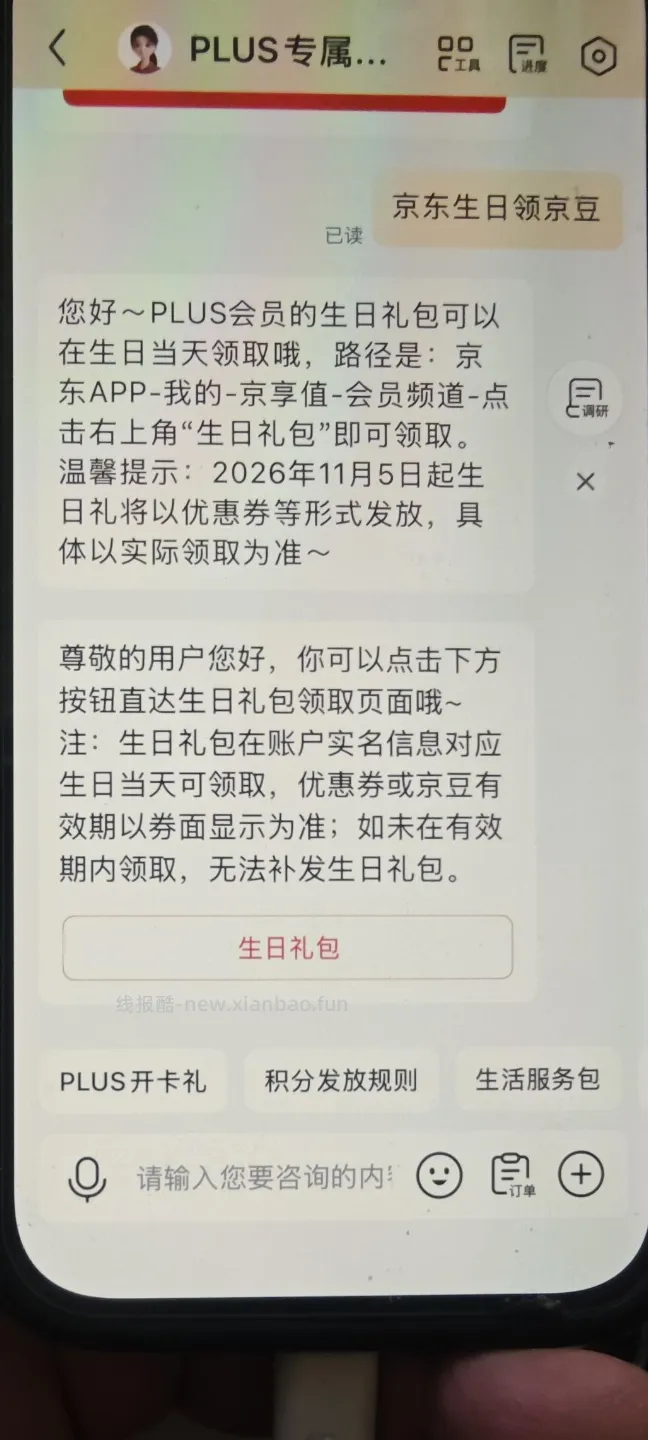 PLUS专属...
工具
进度
京东生日领京豆
已读
您好～PLUS会员的生日礼包可以
在生日当天领取哦，路径是：京
东APP-我的-京享值-会员频道-点
击右上角“生日礼包”即可领取。
温馨提示：2026年11月5日起生
日礼将以优惠券等形式发放，具
体以实际领取为准～
调研
尊敬的用户您好，你可以点击下方
按钮直达生日礼包领取页面哦~
注：生日礼包在账户实名信息对应
生日当天可领取，优惠券或京豆有
效期以券面显示为准；如未在有效
期内领取，无法补发生日礼包。
生日礼包
线报酷-new.xianbao.fun
PLUS开卡礼
积分发放规则
生活服务包
请输入您要咨询的内
订单